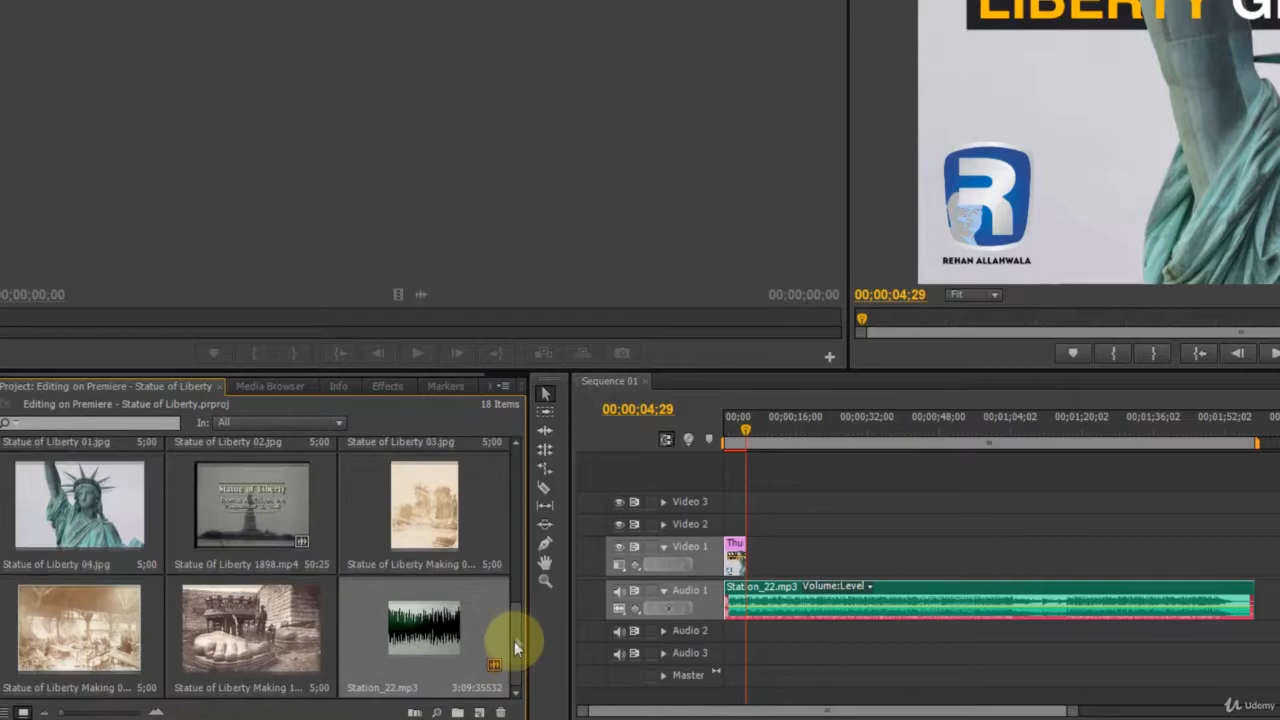 LIBERTY
REHAN ALLAHWALA
0;00;00;00
00;00;00;00
00;00;04;29
Fit
Project: Editing on Premiere - Statue of Liberty
Media Browser
Info
Effects
Markers
Sequence 01
Editing on Premiere - Statue of Liberty.prproj
18 Items
00;00;04;29
00;00
00;00;16;00
00;00;32;00
00;00;48;00
00;01;04;02
00;01;20;02
00;01;36;02
00;01;52;02
In:
All
Statue of Liberty 01.jpg
5;00
Statue of Liberty 02.jpg
5;00
Statue of Liberty 03.jpg
5;00
Statue of Liberty
Video 3
Video 2
Thu
Video 1
Statue of Liberty 04.jpg
5;00
Statue Of Liberty 1898.mp4
50:25
Statue of Liberty Making 0...
5;00
Station_22.mp3 Volume:Level
Audio 1
Audio 2
Audio 3
Master
Statue of Liberty Making 0...
5;00
Statue of Liberty Making 1...
5;00
Station_22.mp3
3:09:35532
Udemy